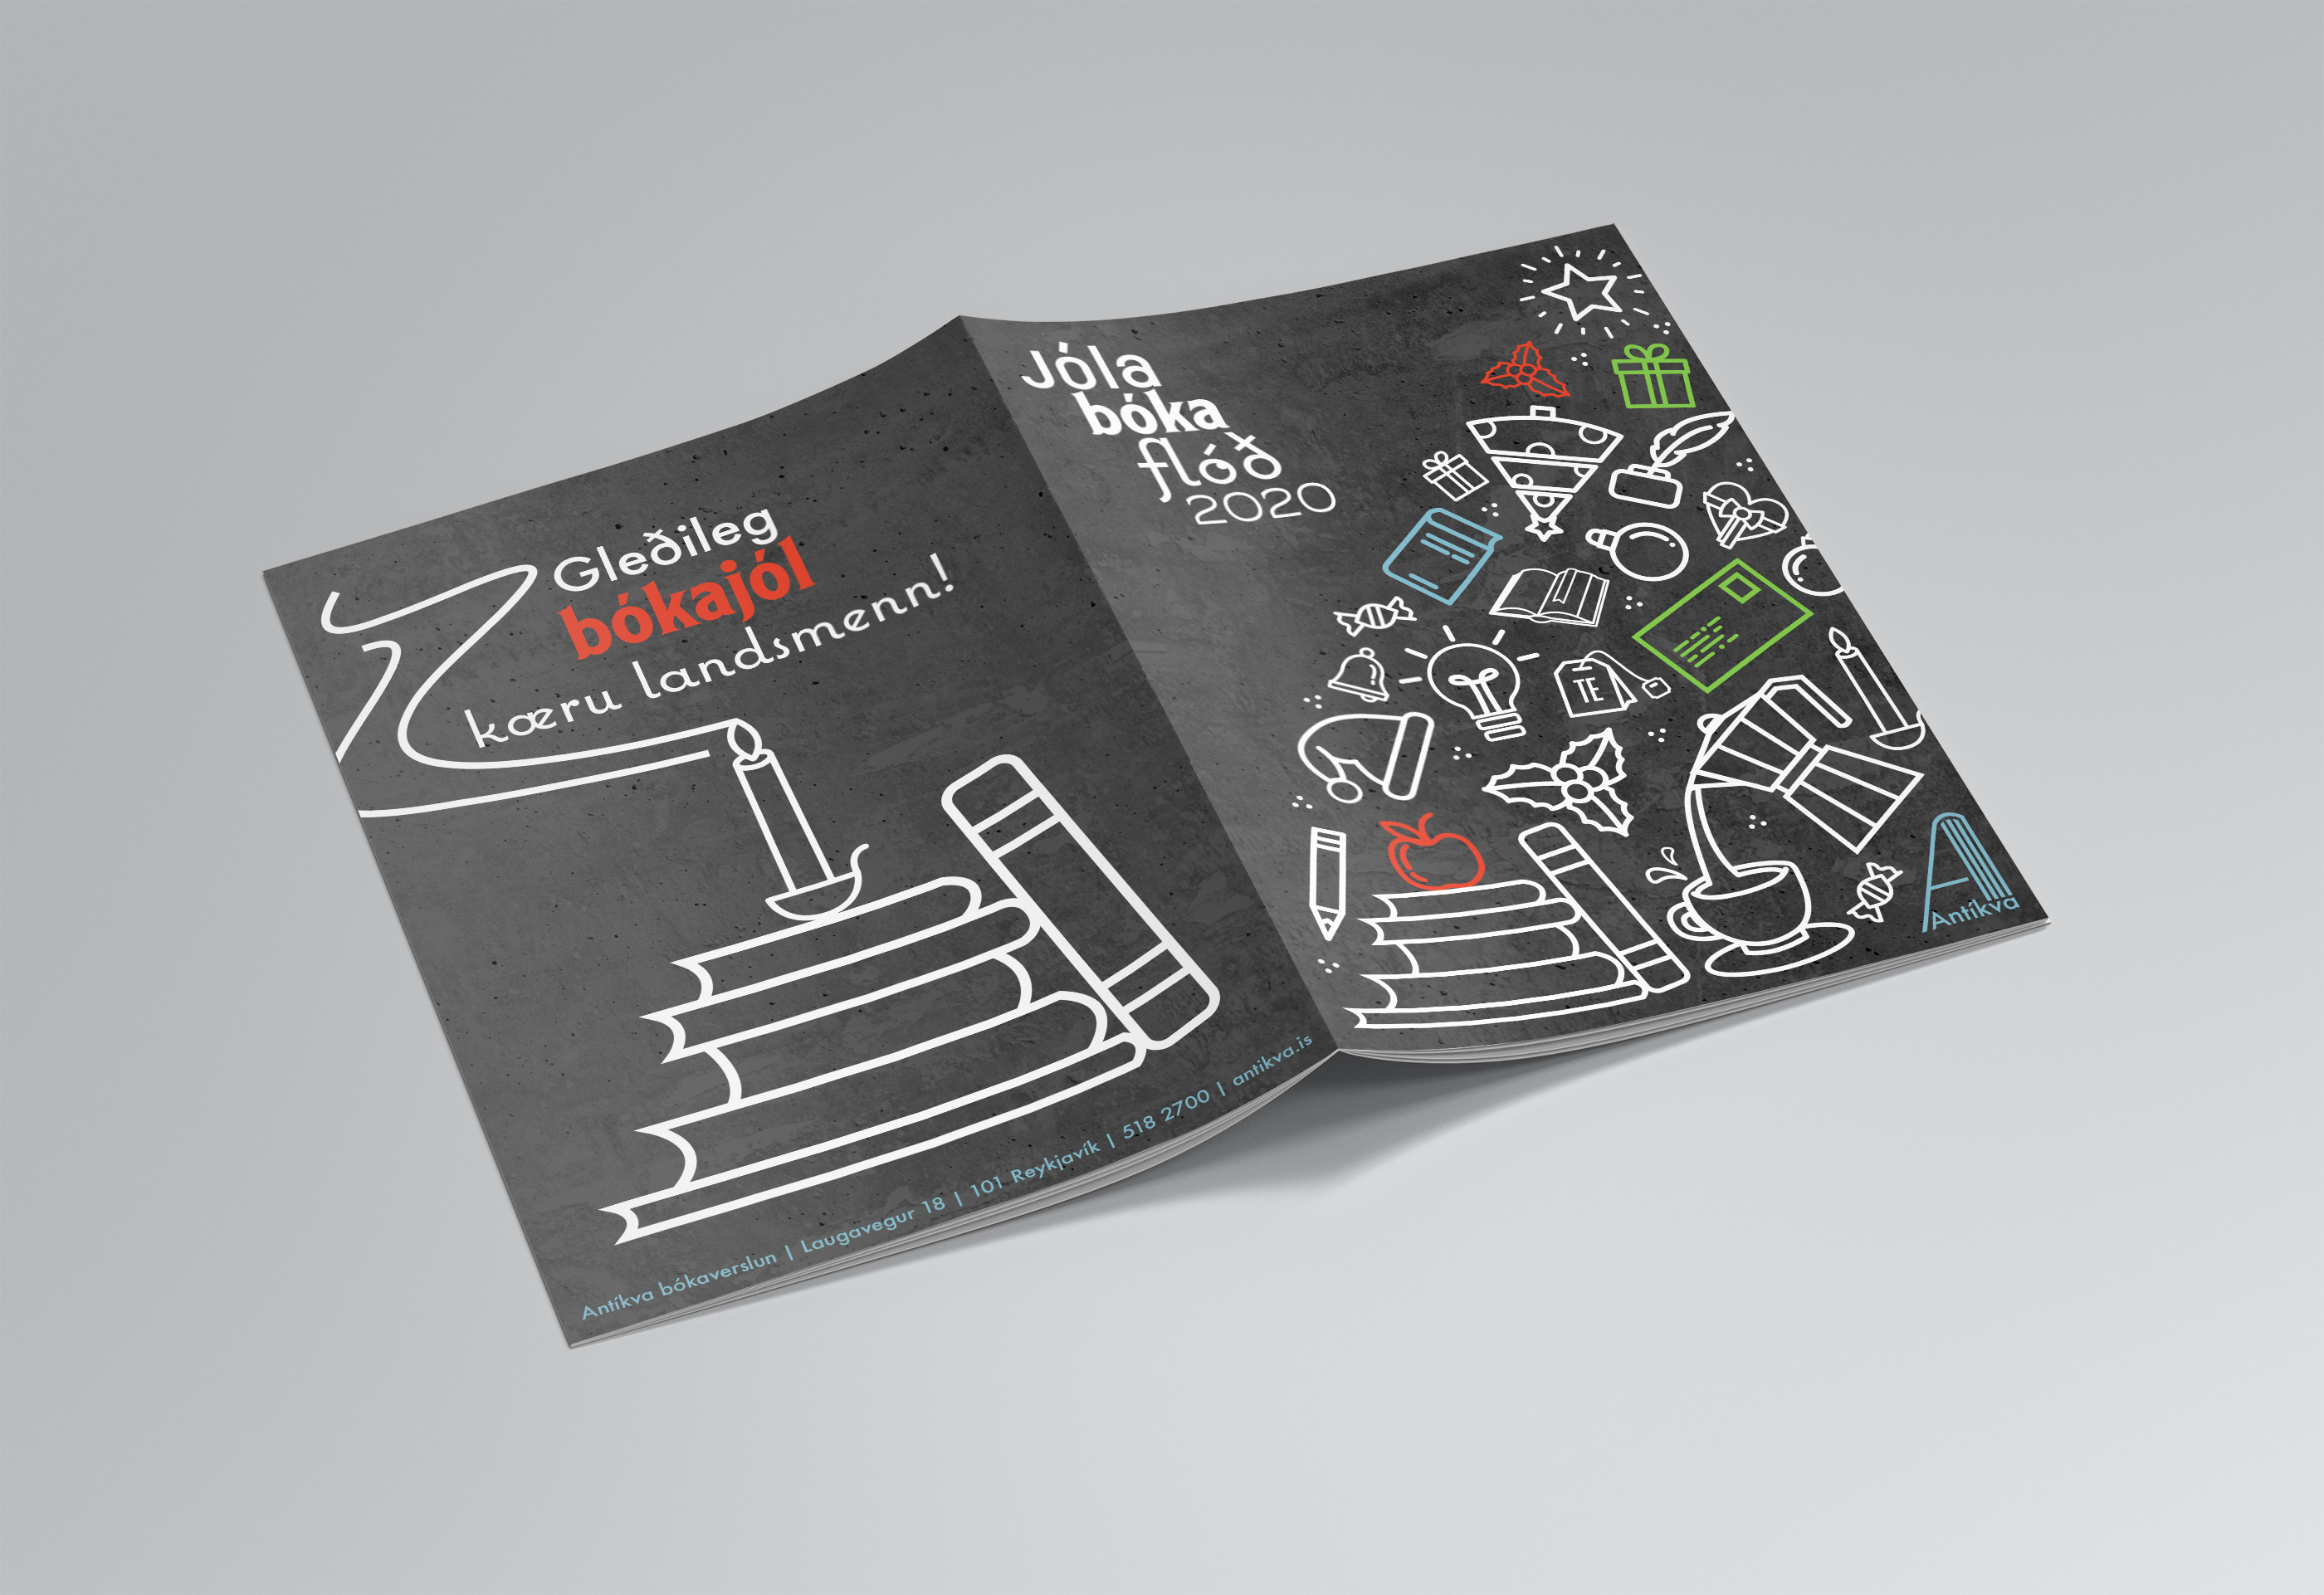 Gleðileg
bókajól
kæru landsmenn!
Antíkva bókaverslun | Laugavegur 18 | 101 Reykjavík | 518 2700 | antikva.is
Jóla
bóka
flóð
2020
TE
Antíkva